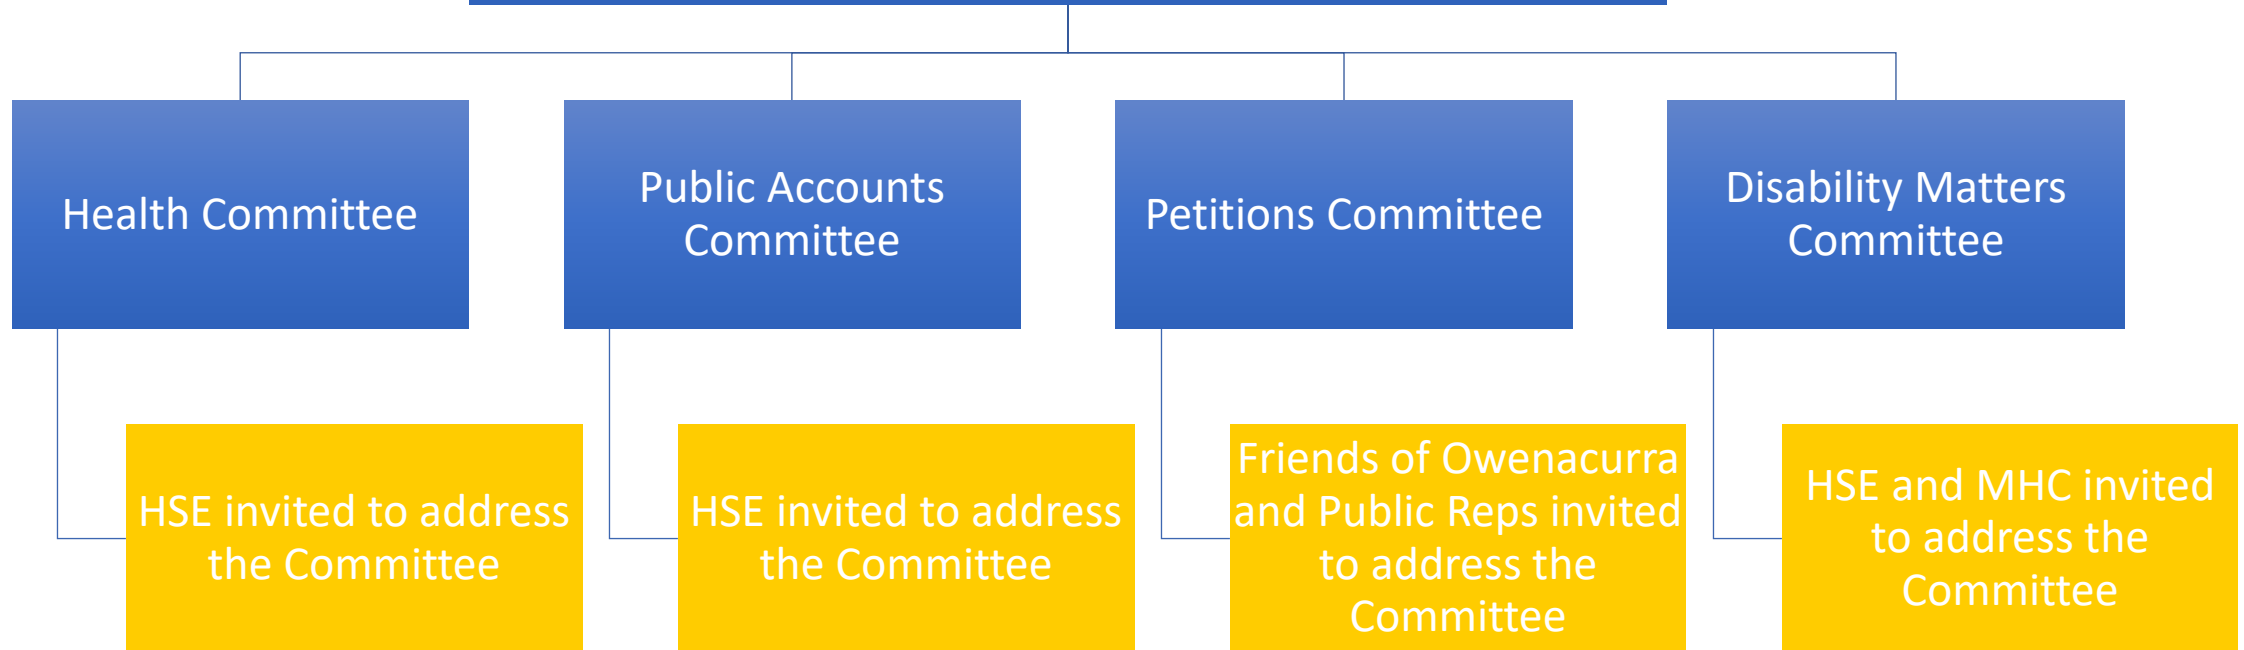 Health Committee
Public Accounts
Committee
Petitions Committee
Disability Matters
Committee
HSE invited to address
the Committee
HSE invited to address
the Committee
Friends of Owenacurra
and Public Reps invited
to address the
Committee
HSE and MHC invited
to address the
Committee